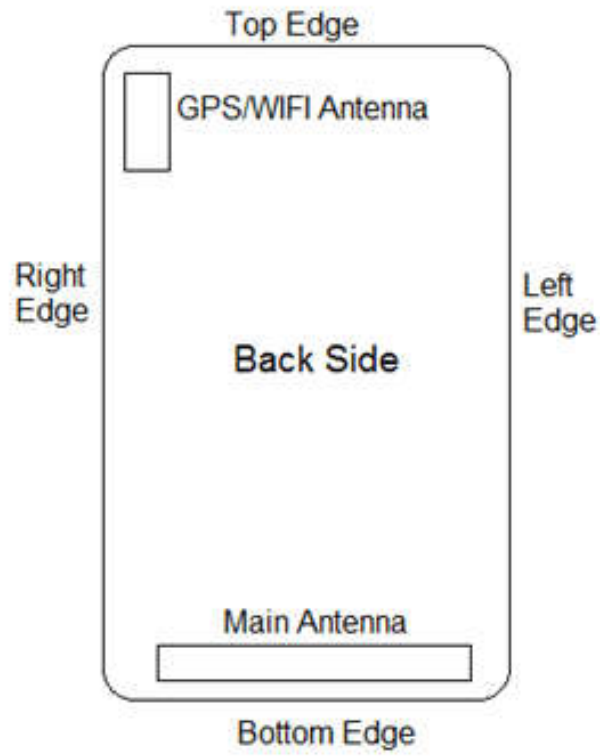 Top Edge
GPS/WIFI Antenna
Right
Edge
Left
Edge
Back Side
Main Antenna
Bottom Edge